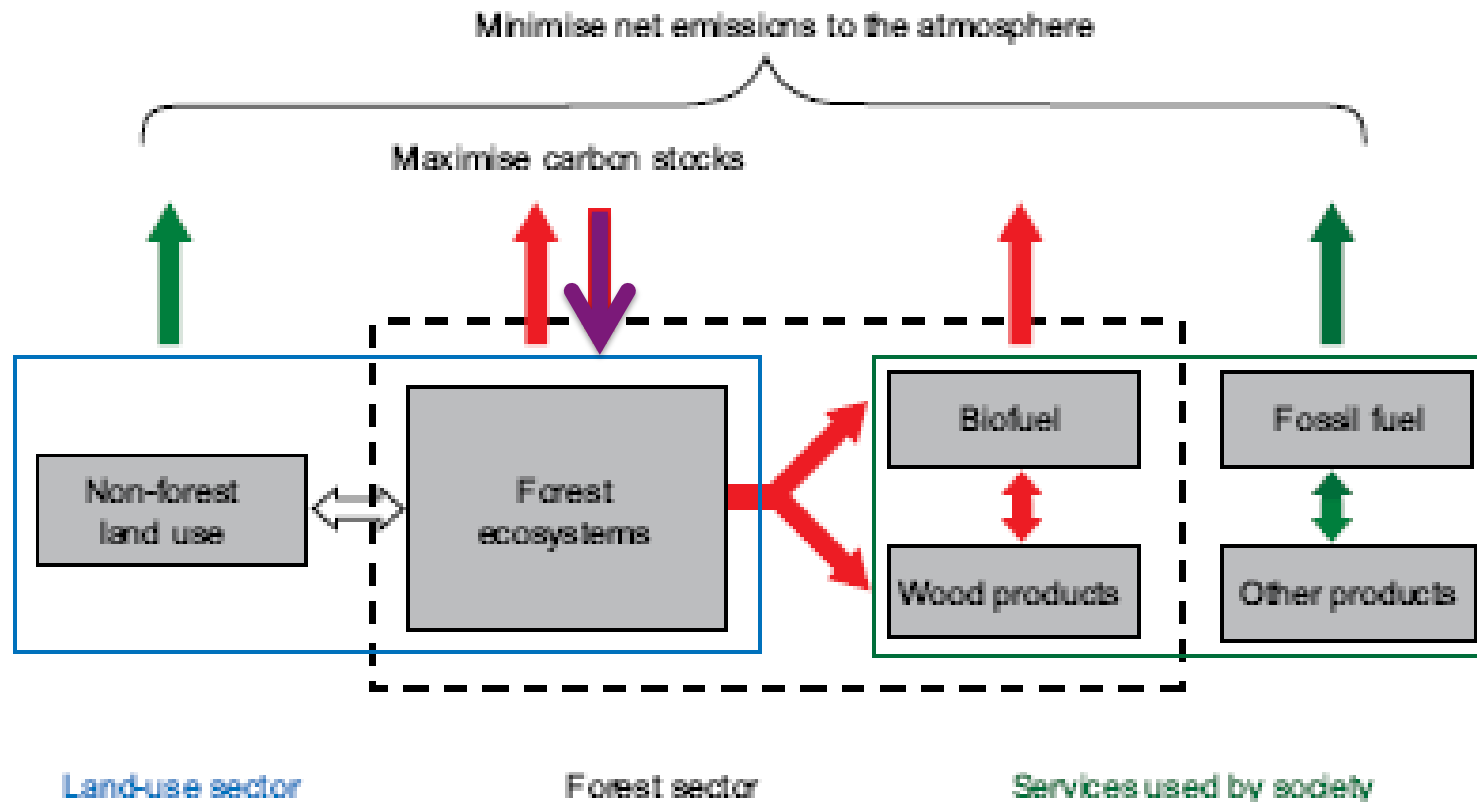 Minimise net emissions to the atmosphere
Maximise carbon stocks
Non-forest
land use
Forest
ecosystems
Biofuel
Wood products
Fossil fuel
Other products
Land-use sector
Forest sector
Services used by society